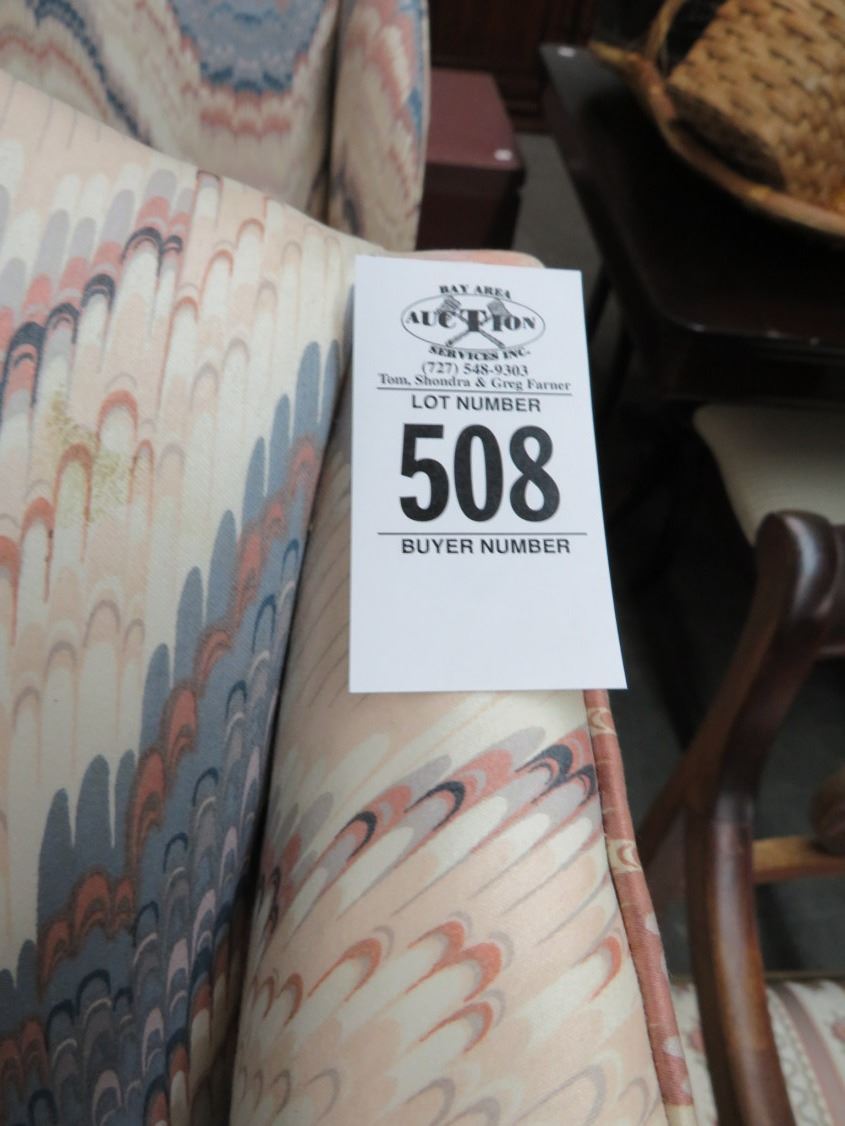 BAY AREA
AUCTION
SERVICES INC.
(727) 548-9303
Tom, Shondra & Greg Farner
LOT NUMBER
508
BUYER NUMBER